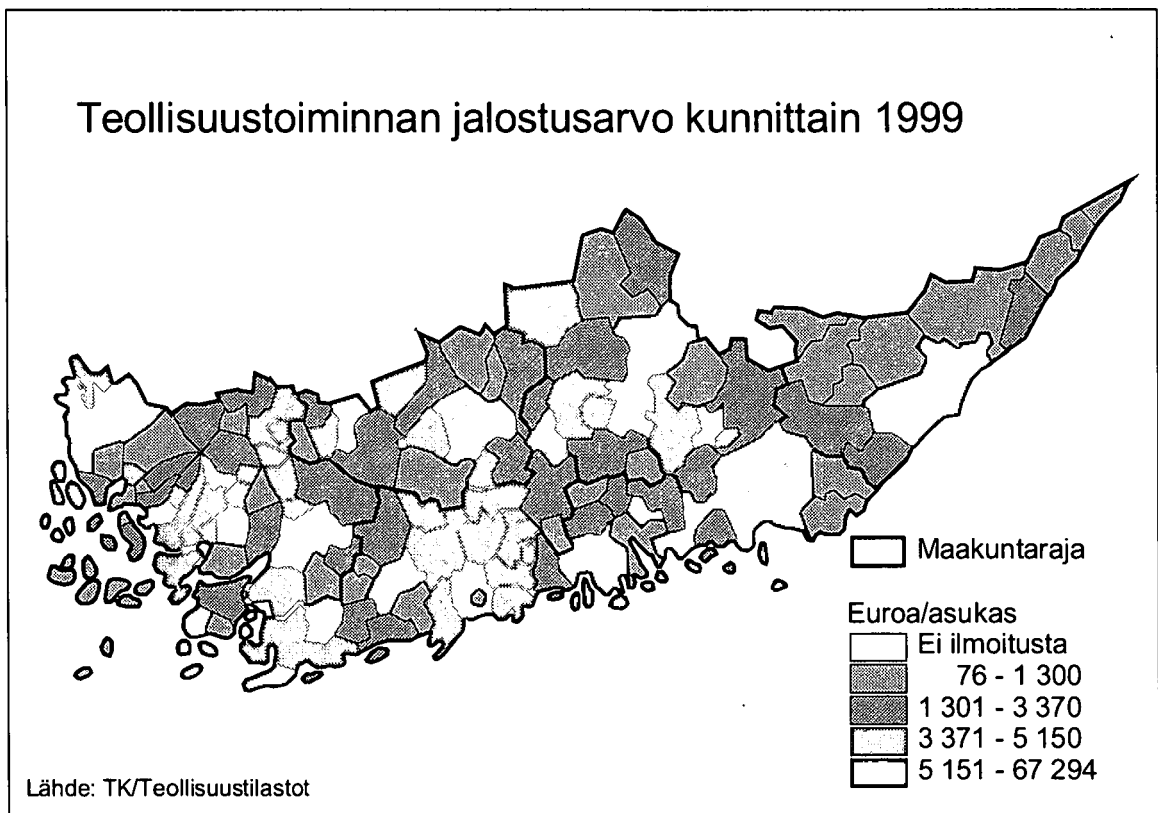 Teollisuustoiminnan jalostusarvo kunnittain 1999
Maakuntaraja
Euroa/asukas
Ei ilmoitusta
76 - 1 300
1 301 - 3 370
3 371 - 5 150
5 151 - 67 294
Lähde: TK/Teollisuustilastot